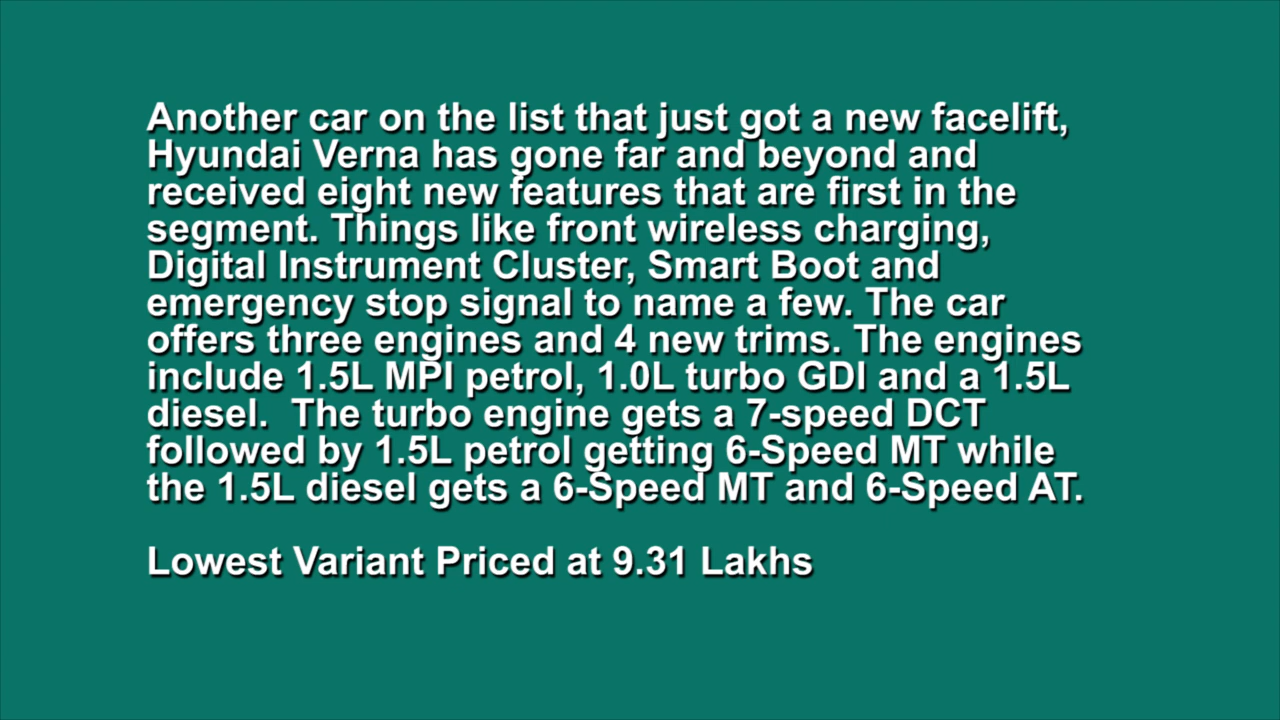 Another car on the list that just got a new facelift,
Hyundai Verna has gone far and beyond and
received eight new features that are first in the
segment. Things like front wireless charging,
Digital Instrument Cluster, Smart Boot and
emergency stop signal to name a few. The car
offers three engines and 4 new trims. The engines
include 1.5L MPI petrol, 1.0L turbo GDI and a 1.5L
diesel.  The turbo engine gets a 7-speed DCT
followed by 1.5L petrol getting 6-Speed MT while
the 1.5L diesel gets a 6-Speed MT and 6-Speed AT.
Lowest Variant Priced at 9.31 Lakhs